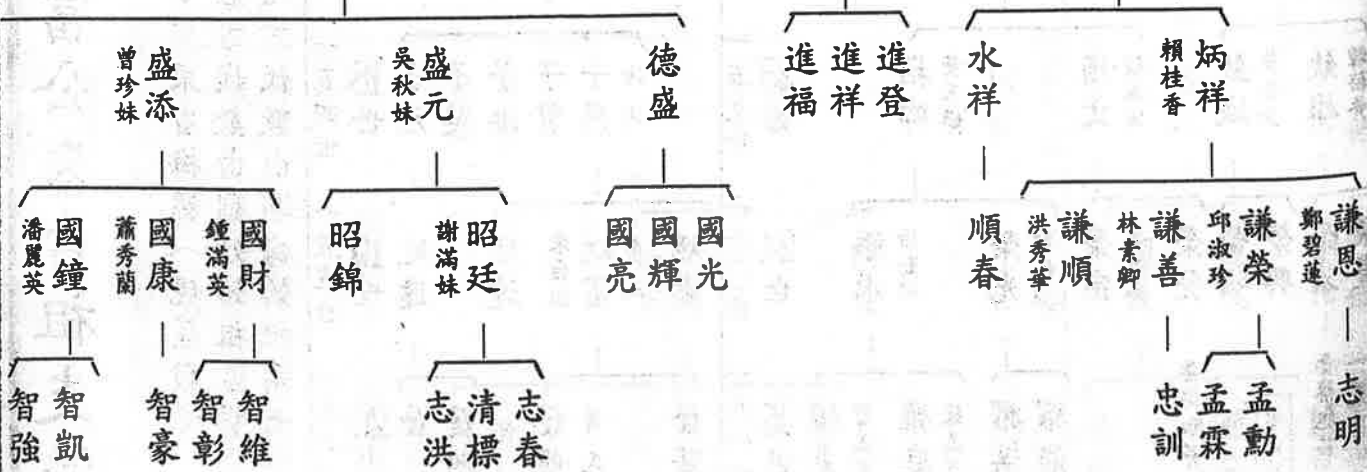 炳祥
賴桂香
水祥
進登
進祥
進福
德盛
盛元
吳秋妹
盛添
曾珍妹
謙恩
鄭碧蓮
謙榮
邱淑珍
謙善
林素卿
謙順
洪秀華
順春
國光
國輝
國亮
昭廷
謝滿妹
昭錦
國財
鍾滿英
國康
蕭秀蘭
國鐘
潘麗英
志明
孟勳
孟霖
忠訓
志春
清標
志洪
智維
智彰
智豪
智凱
智強